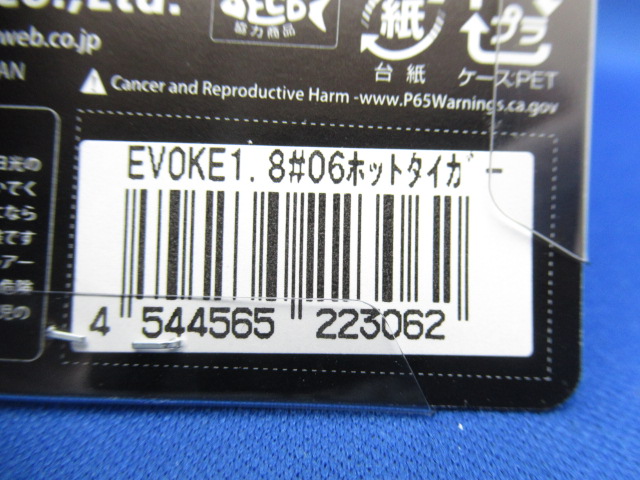 Co.,Ltd.
web.co.jp
協力商品
紙
台紙
プラ
ケース:PET
Cancer and Reproductive Harm -www.P65Warnings.ca.gov
EVOKE1.8#06ホットタイガー
4 544565 223062